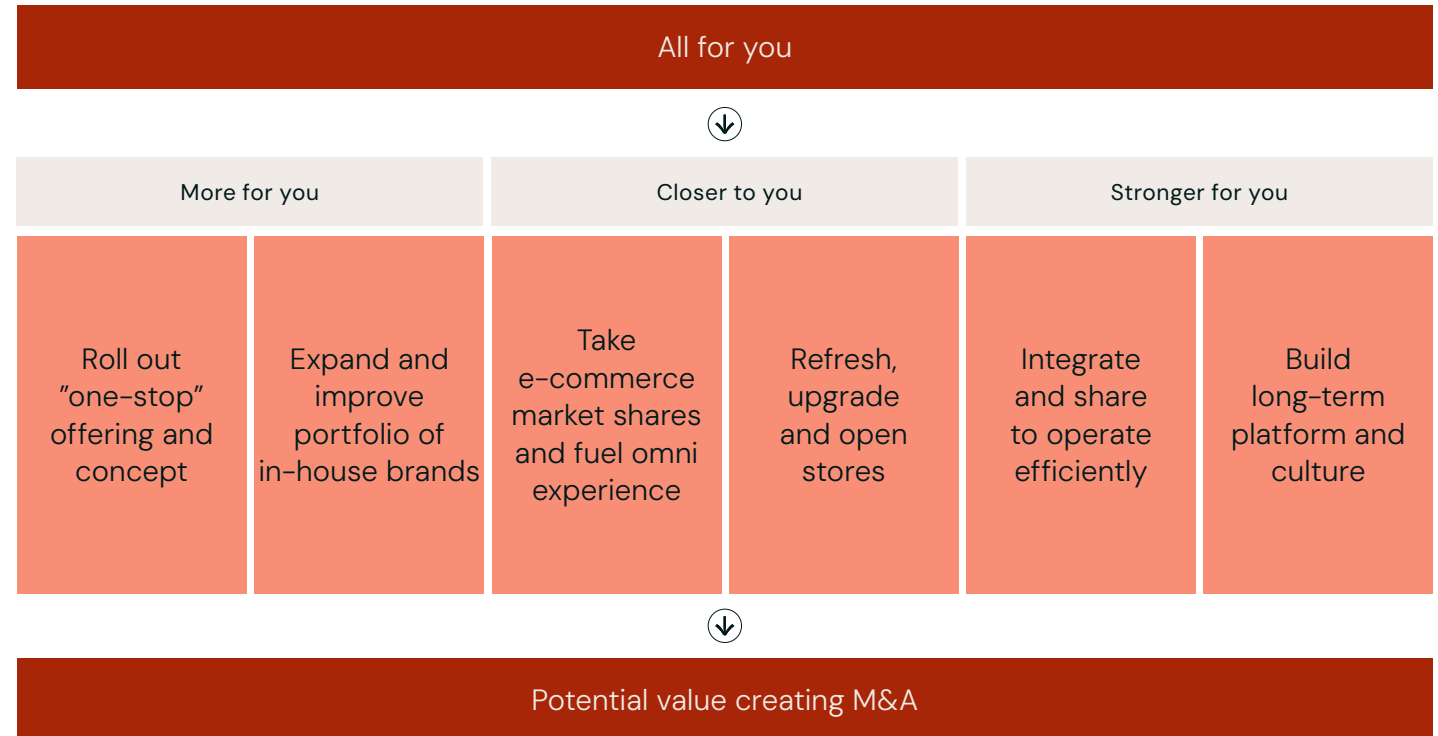 All for you
More for you
Closer to you
Stronger for you
Roll out
”one-stop”
offering and
concept
Expand and
improve
portfolio of
in-house brands
Take
e-commerce
market shares
and fuel omni
experience
Refresh,
upgrade
and open
stores
Integrate
and share
to operate
efficiently
Build
long-term
platform and
culture
Potential value creating M&A